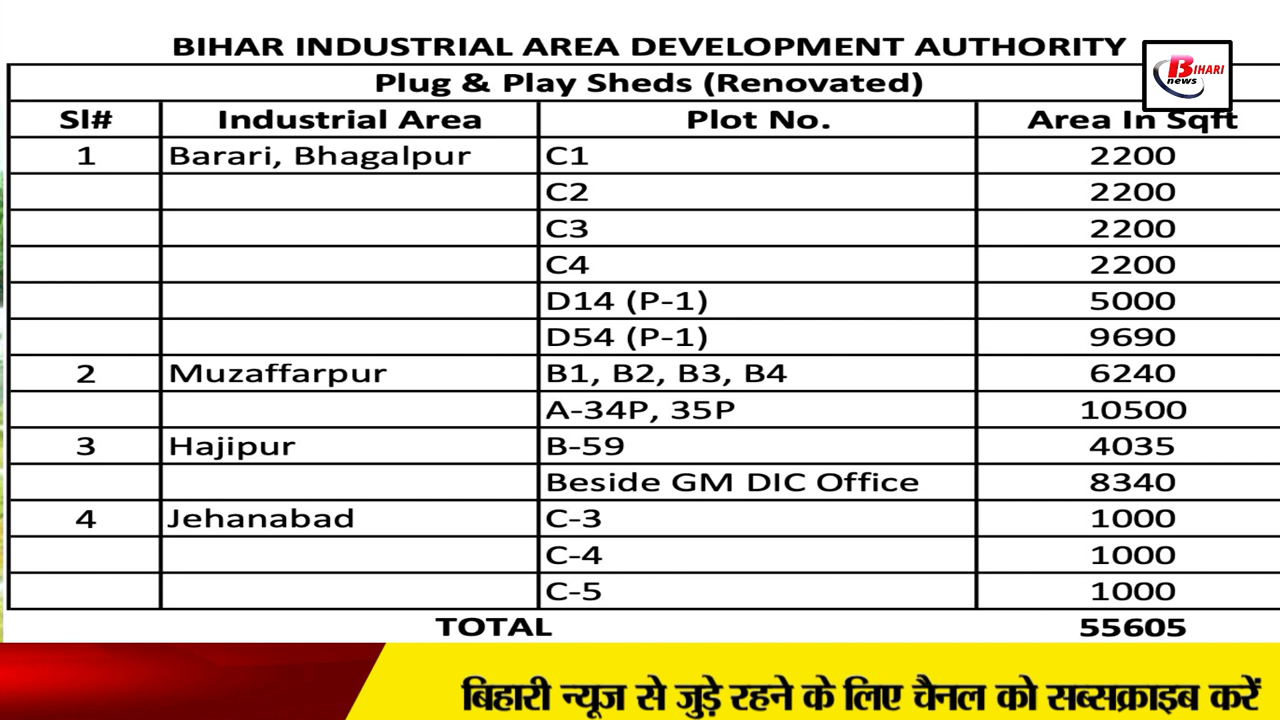 BIHAR INDUSTRIAL AREA DEVELOPMENT AUTHORITY
BIHARI
news
Plug & Play Sheds (Renovated)
Sl# Industrial Area Plot No. Area In Sqft
1 Barari, Bhagalpur C1 2200
C2 2200
C3 2200
C4 2200
D14 (P-1) 5000
D54 (P-1) 9690
2 Muzaffarpur B1, B2, B3, B4 6240
A-34P, 35P 10500
3 Hajipur B-59 4035
Beside GM DIC Office 8340
4 Jehanabad C-3 1000
C-4 1000
C-5 1000
TOTAL 55605
बिहारी न्यूज से जुड़े रहने के लिए चैनल को सब्सक्राइब करें